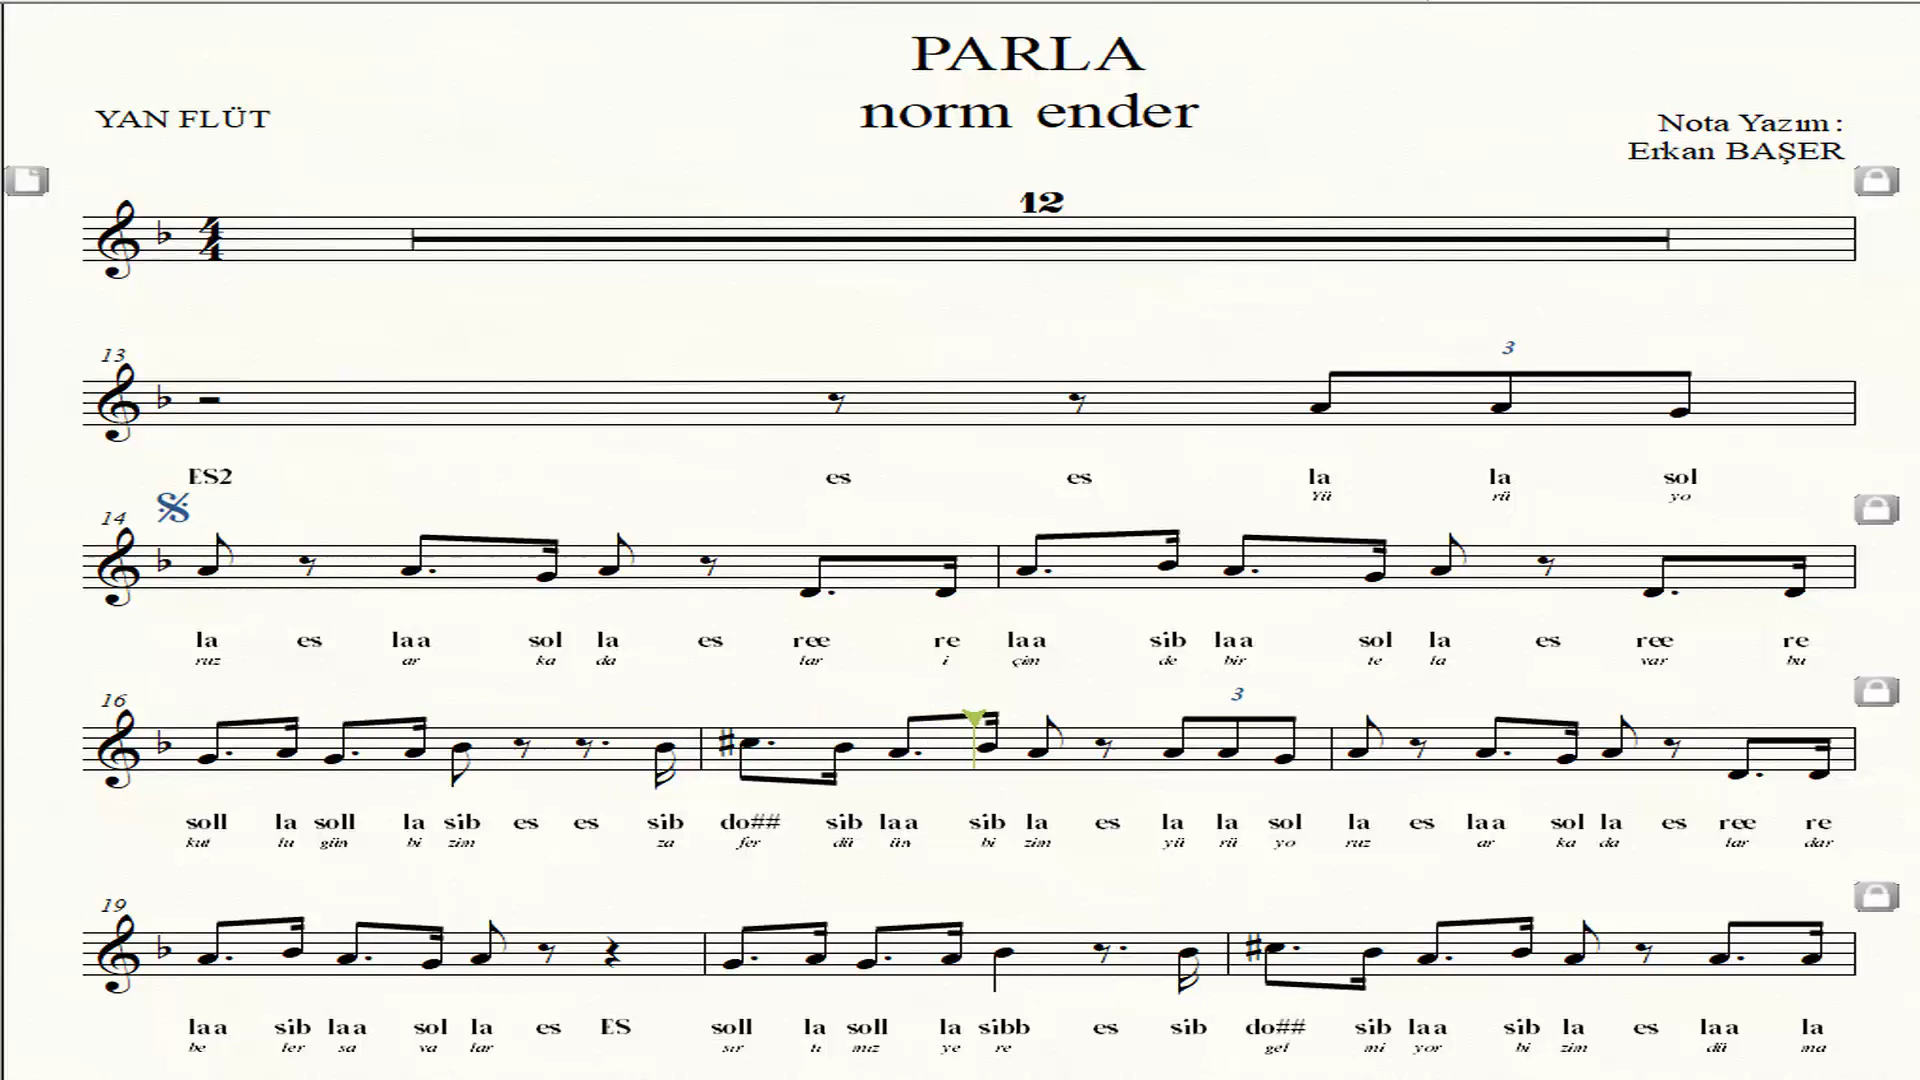 PARLA
norm ender
YAN FLÜT
Nota Yazım:
Erkan BAŞER
12
13
3
ES2 es es la la sol
Yü rü yo
14
la es laa sol la es ree re laa sib laa sol la es ree re
ruz ar ka da lar i çim de bir te la var bu
16
3
soll la soll la sib es es sib do## sib laa sib la es la la sol la es laa sol la es ree re
kut lu gün bi zim za fer dü ün bi zim yü rü yo ruz ar ka da lar dar
19
laa sib laa sol la es ES soll la soll la sibb es sib do## sib laa sib la es laa la
be ler sa va lar sır tı mız ye re gel mi yor bi zim dü ma